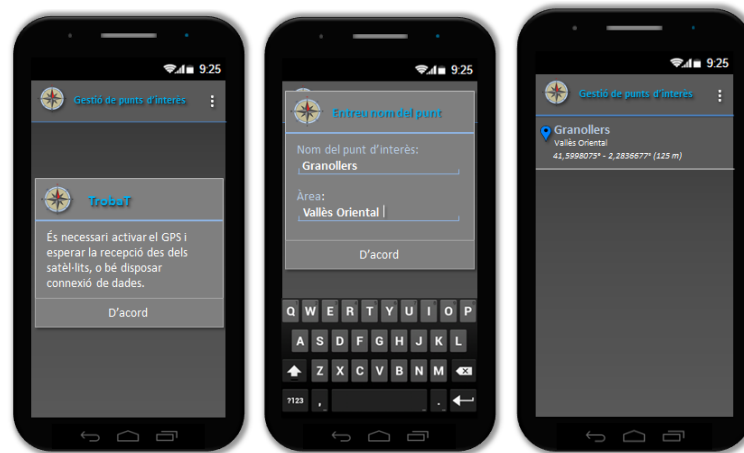 9:25
Gestió de punts d'interès
TrobaT
És necessari activar el GPS i
esperar la recepció des dels
satèl·lits, o bé disposar
connexió de dades.
D'acord
9:25
Entreu nom del punt
Nom del punt d'interès:
Granollers
Àrea:
Vallès Oriental
D'acord
Q W E R T Y U I O P
A S D F G H J K L
Z X C V B N M
?123 , .
9:25
Gestió de punts d'interès
Granollers
Vallès Oriental
41,5998075° - 2,2836677° (125 m)